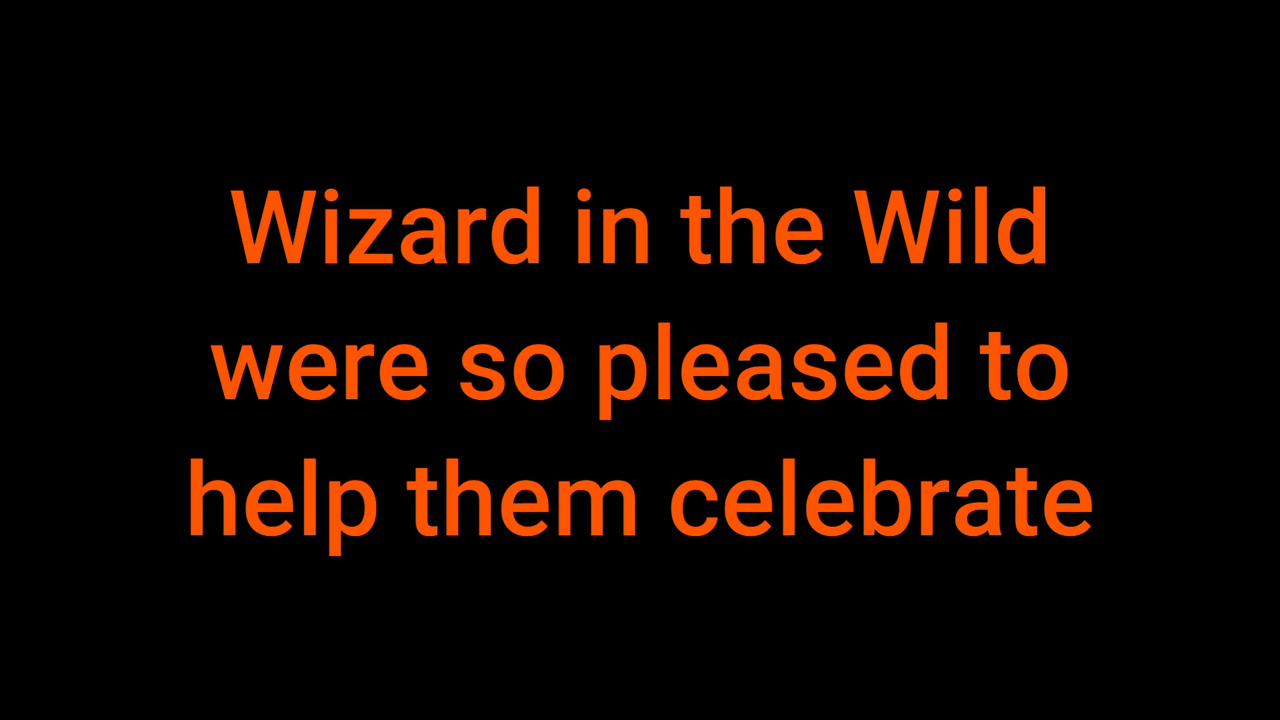 Wizard in the Wild
were so pleased to
help them celebrate